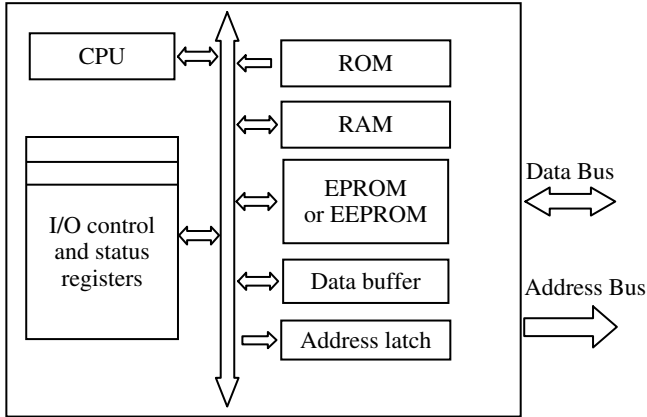 CPU
ROM
RAM
EPROM
or EEPROM
I/O control
and status
registers
Data buffer
Address latch
Data Bus
Address Bus